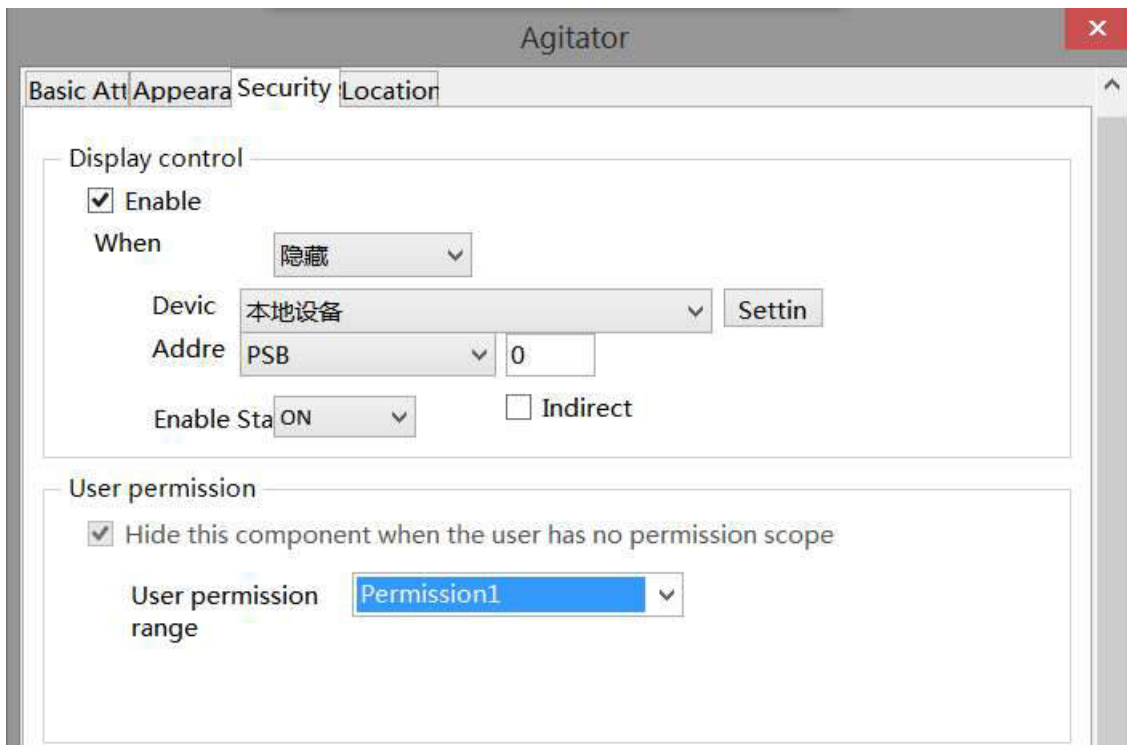 Agitator
Basic Att Appeara Security Location
Display control
Enable
When 隐藏
Devic 本地设备 Settin
Addre PSB 0
Enable Sta ON Indirect
User permission
Hide this component when the user has no permission scope
User permission Permission1
range